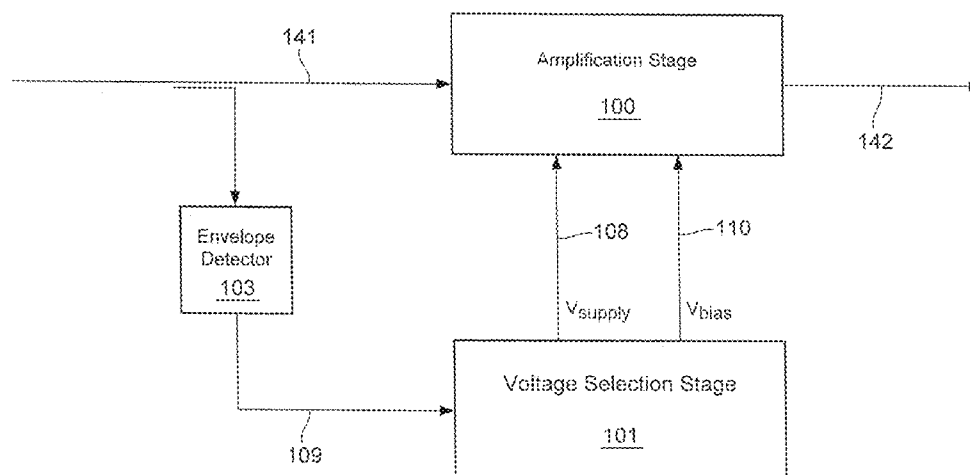 141
Amplification Stage
100
142
Envelope
Detector
103
108
110
Vsupply
Vbias
Voltage Selection Stage
101
109